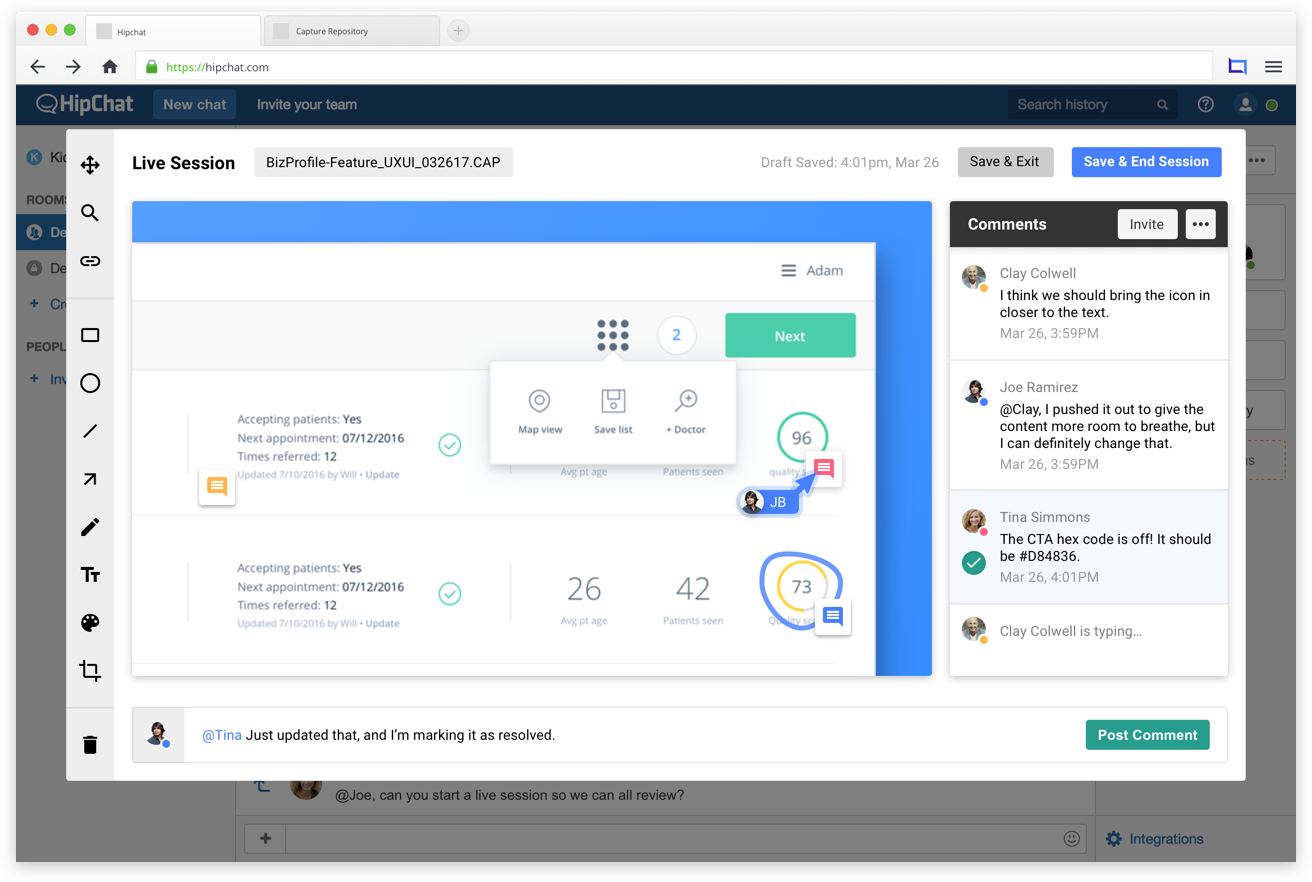 Hipchat
Capture Repository
https://hipchat.com
HipChat
New chat
Invite your team
Search history
K
Live Session
BizProfile-Feature_UXUI_032617.CAP
Draft Saved: 4:01pm, Mar 26
Save & Exit
Save & End Session
ROOMS
PEOPL
Adam
2
Next
Map view
Save list
+ Doctor
Accepting patients: Yes
Next appointment: 07/12/2016
Times referred: 12
Updated 7/10/2016 by Will • Update
Avg pt age
Patients seen
96
quality s
JB
Accepting patients: Yes
Next appointment: 07/12/2016
Times referred: 12
Updated 7/10/2016 by Will • Update
26
Avg pt age
42
Patients seen
73
Quality sc
Comments
Invite
Clay Colwell
I think we should bring the icon in
closer to the text.
Mar 26, 3:59PM
Joe Ramirez
@Clay, I pushed it out to give the
content more room to breathe, but
I can definitely change that.
Mar 26, 3:59PM
Tina Simmons
The CTA hex code is off! It should
be #D84836.
Mar 26, 4:01PM
Clay Colwell is typing...
Tt
@Tina Just updated that, and I'm marking it as resolved.
Post Comment
@Joe, can you start a live session so we can all review?
Integrations